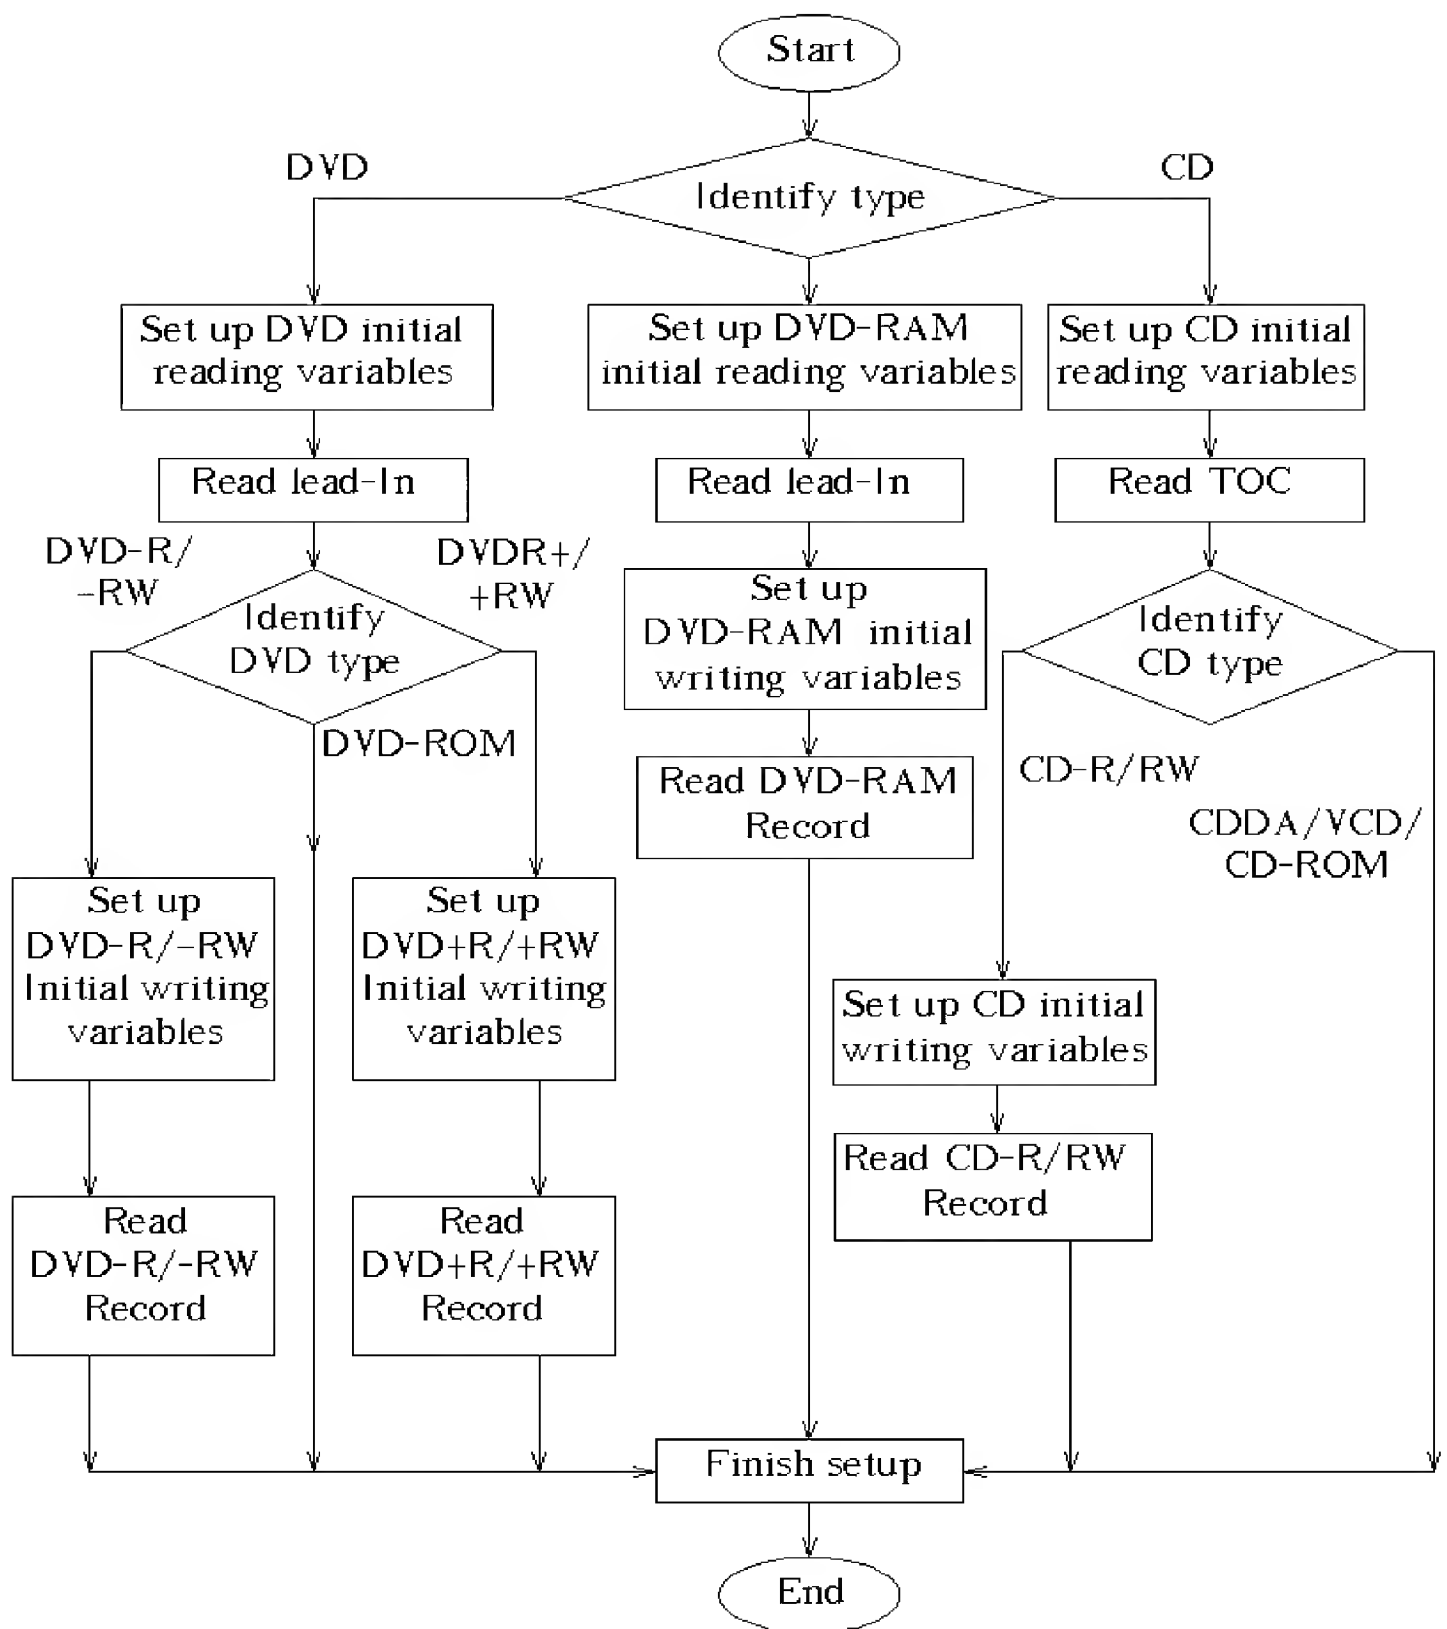 Start
DVD
CD
Identify type
Set up DVD initial
reading variables
Set up DVD-RAM
initial reading variables
Set up CD initial
reading variables
Read lead-In
Read lead-In
Read TOC
DVD-R/
-RW
DVDR+/
+RW
Identify
DVD type
Set up
DVD-RAM initial
writing variables
Identify
CD type
DVD-ROM
Read DVD-RAM
Record
CD-R/RW
CDDA/VCD/
CD-ROM
Set up
DVD-R/-RW
Initial writing
variables
Set up
DVD+R/+RW
Initial writing
variables
Set up CD initial
writing variables
Read CD-R/RW
Record
Read
DVD-R/-RW
Record
Read
DVD+R/+RW
Record
Finish setup
End